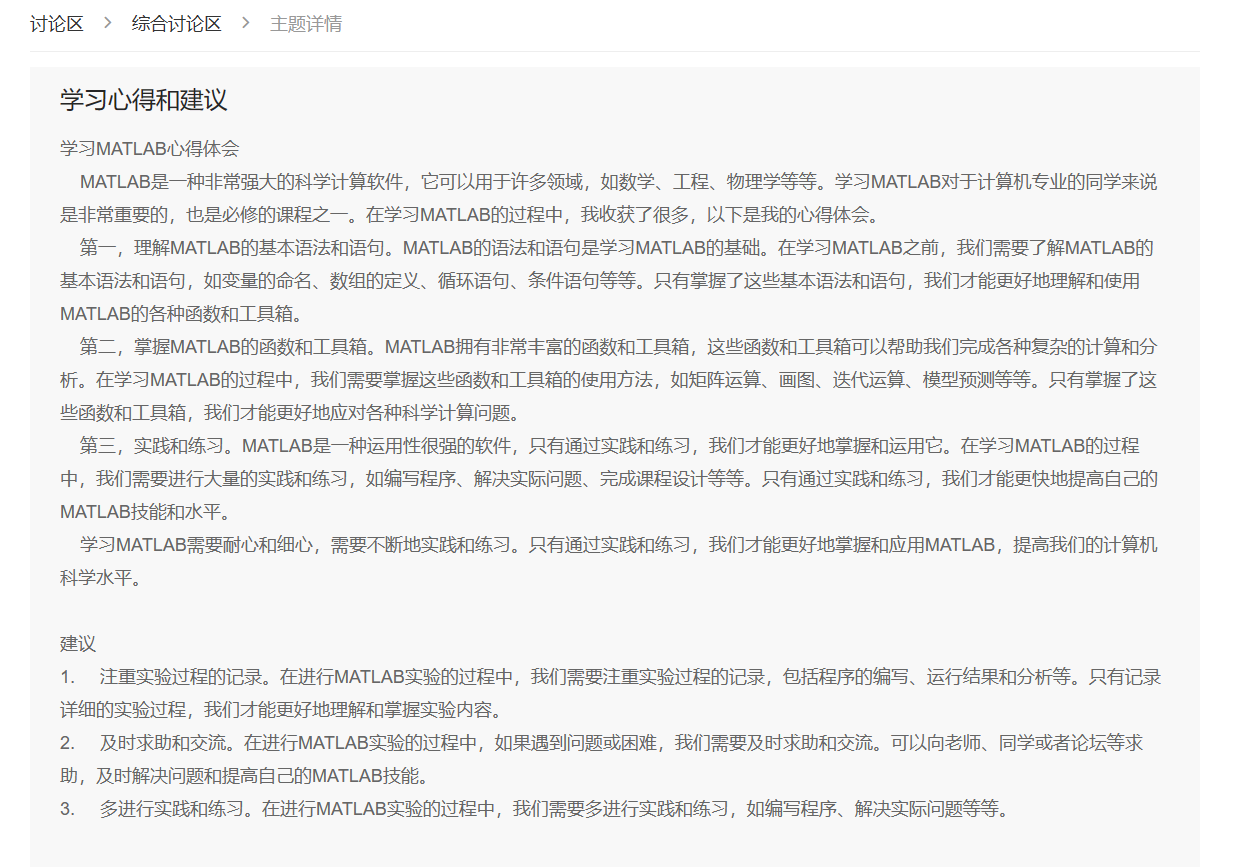 讨论区 > 综合讨论区 > 主题详情
学习心得和建议
学习MATLAB心得体会
MATLAB是一种非常强大的科学计算软件，它可以用于许多领域，如数学、工程、物理学等等。学习MATLAB对于计算机专业的同学来说
是非常重要的，也是必修的课程之一。在学习MATLAB的过程中，我收获了很多，以下是我的心得体会。
第一，理解MATLAB的基本语法和语句。MATLAB的语法和语句是学习MATLAB的基础。在学习MATLAB之前，我们需要了解MATLAB的
基本语法和语句，如变量的命名、数组的定义、循环语句、条件语句等等。只有掌握了这些基本语法和语句，我们才能更好地理解和使用
MATLAB的各种函数和工具箱。
第二，掌握MATLAB的函数和工具箱。MATLAB拥有非常丰富的函数和工具箱，这些函数和工具箱可以帮助我们完成各种复杂的计算和分
析。在学习MATLAB的过程中，我们需要掌握这些函数和工具箱的使用方法，如矩阵运算、画图、迭代运算、模型预测等等。只有掌握了这
些函数和工具箱，我们才能更好地应对各种科学计算问题。
第三，实践和练习。MATLAB是一种运用性很强的软件，只有通过实践和练习，我们才能更好地掌握和运用它。在学习MATLAB的过程
中，我们需要进行大量的实践和练习，如编写程序、解决实际问题、完成课程设计等等。只有通过实践和练习，我们才能更快地提高自己的
MATLAB技能和水平。
学习MATLAB需要耐心和细心，需要不断地实践和练习。只有通过实践和练习，我们才能更好地掌握和应用MATLAB，提高我们的计算机
科学水平。
建议
1. 注重实验过程的记录。在进行MATLAB实验的过程中，我们需要注重实验过程的记录，包括程序的编写、运行结果和分析等。只有记录
详细的实验过程，我们才能更好地理解和掌握实验内容。
2. 及时求助和交流。在进行MATLAB实验的过程中，如果遇到问题或困难，我们需要及时求助和交流。可以向老师、同学或者论坛等求
助，及时解决问题和提高自己的MATLAB技能。
3. 多进行实践和练习。在进行MATLAB实验的过程中，我们需要多进行实践和练习，如编写程序、解决实际问题等等。